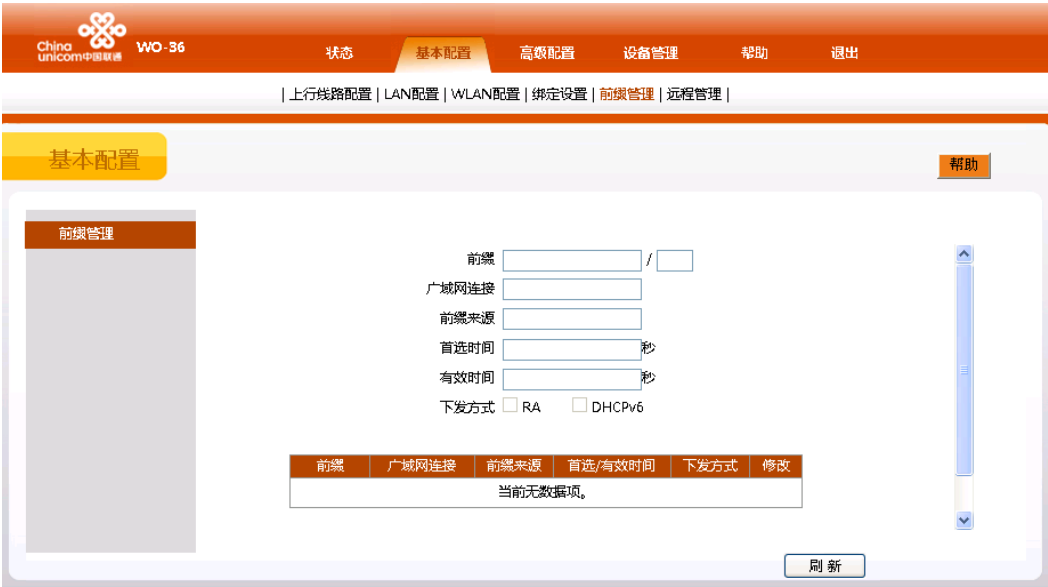 China
unicom中国联通
WO-36
状态 基本配置 高级配置 设备管理 帮助 退出
| 上行线路配置 | LAN配置 | WLAN配置 | 绑定设置 | 前缀管理 | 远程管理 |
基本配置
帮助
前缀管理
前缀 /
广域网连接
前缀来源
首选时间 秒
有效时间 秒
下发方式 RA DHCPv6
前缀 广域网连接 前缀来源 首选/有效时间 下发方式 修改
当前无数据项。
刷 新